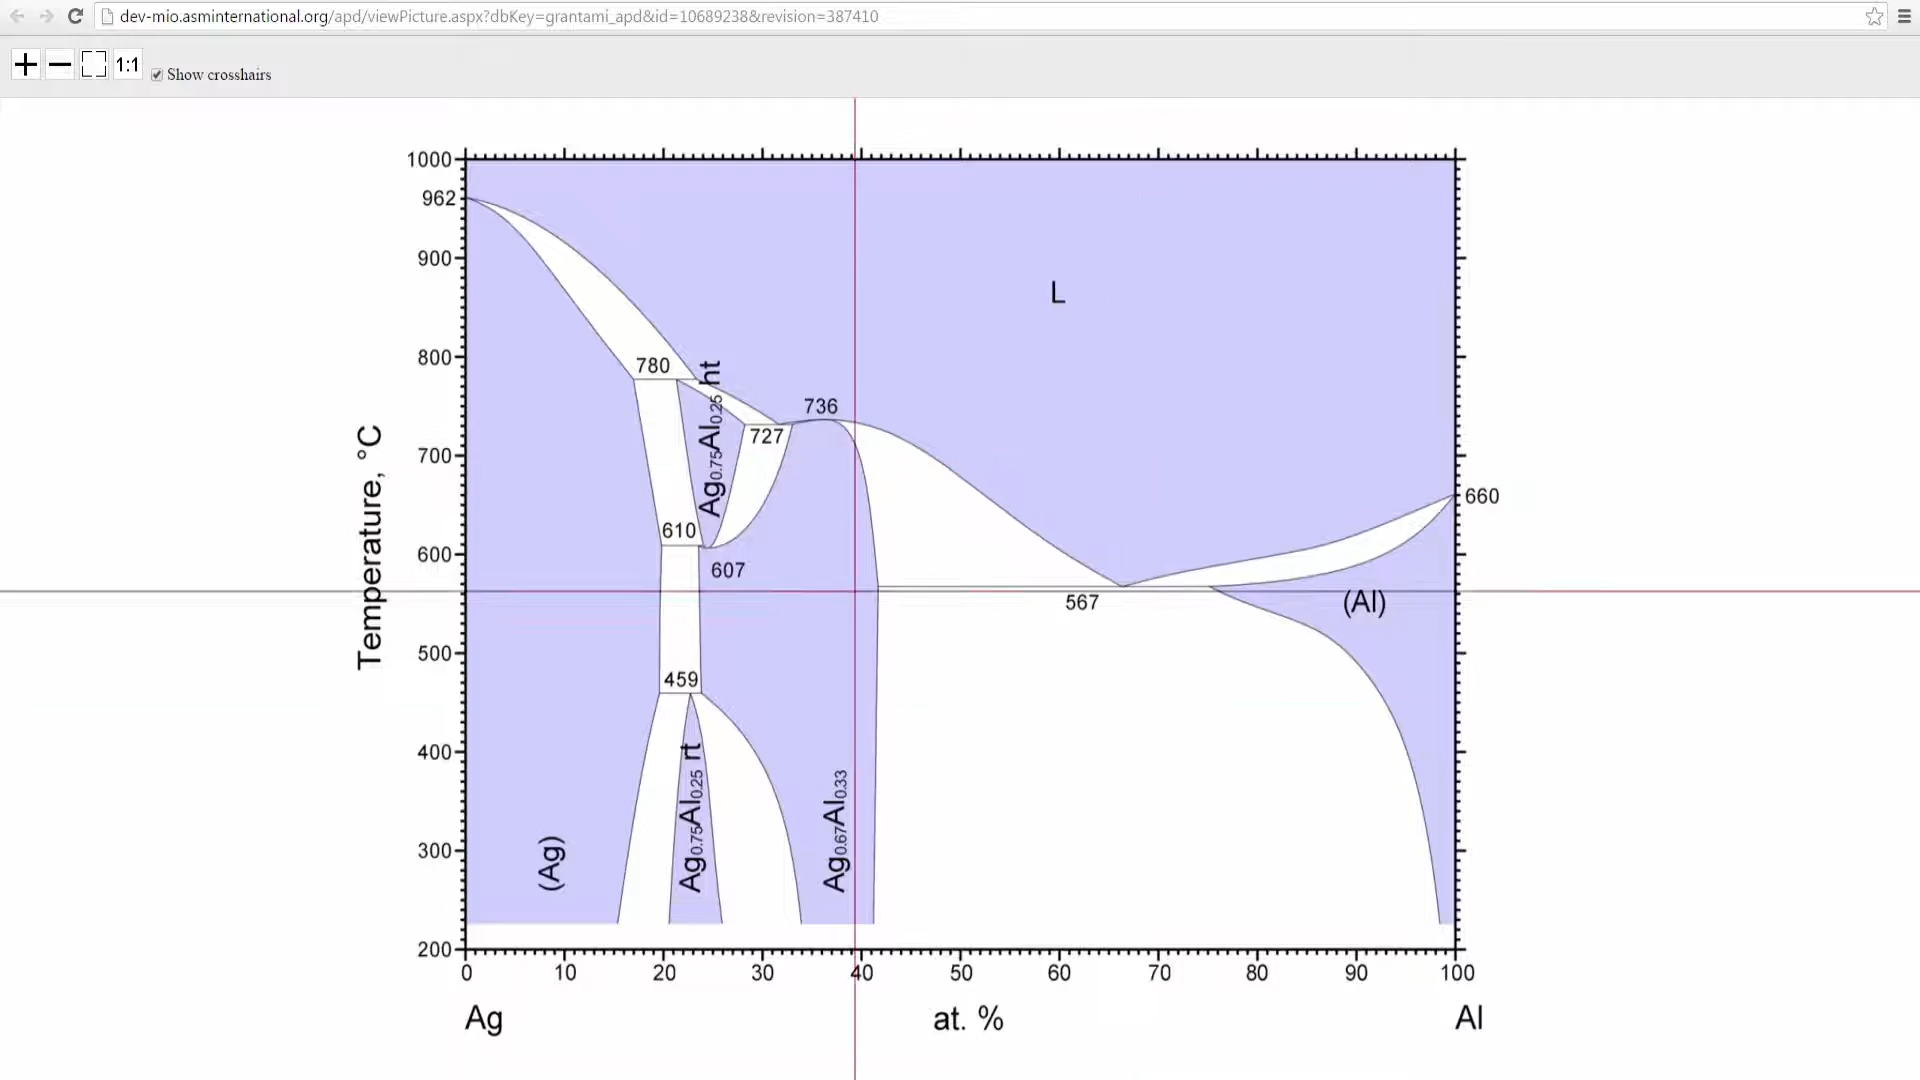 dev-mio.asminternational.org/apd/viewPicture.aspx?dbKey=grantami_apd&id=10689238&revision=387410
1:1 Show crosshairs
1000
962
900
800
700
600
500
400
300
200
Temperature, °C
780
736
727
610
607
459
567
660
L
(Al)
(Ag)
Ag0.75Al0.25 ht
Ag0.75Al0.25 rt
Ag0.67Al0.33
0 10 20 30 40 50 60 70 80 90 100
Ag at. % Al